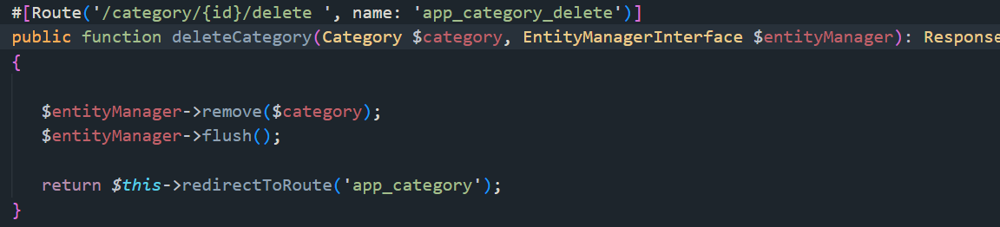 #[Route('/category/{id}/delete ', name: 'app_category_delete')]
public function deleteCategory(Category $category, EntityManagerInterface $entityManager): Response
{
$entityManager->remove($category);
$entityManager->flush();
return $this->redirectToRoute('app_category');
}